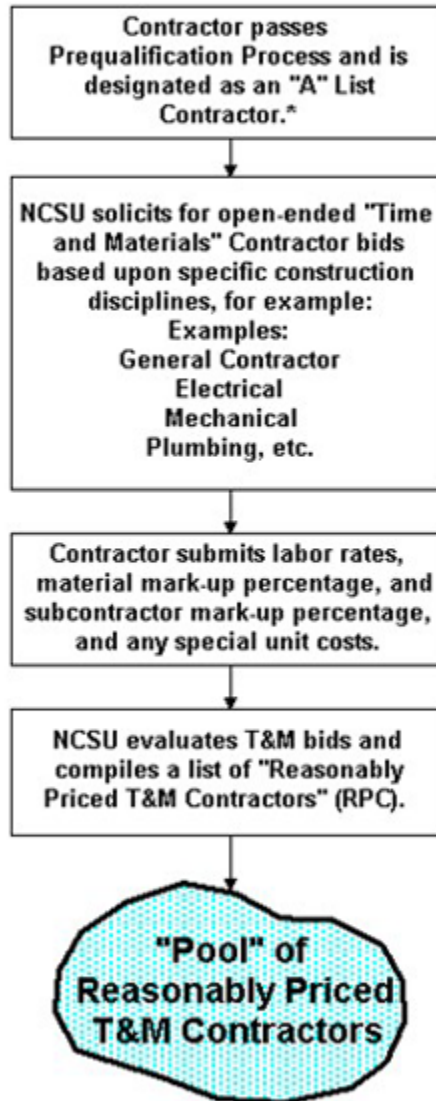 Contractor passes
Prequalification Process and is
designated as an "A" List
Contractor.*
NCSU solicits for open-ended "Time
and Materials" Contractor bids
based upon specific construction
disciplines, for example:
Examples:
General Contractor
Electrical
Mechanical
Plumbing, etc.
Contractor submits labor rates,
material mark-up percentage, and
subcontractor mark-up percentage,
and any special unit costs.
NCSU evaluates T&M bids and
compiles a list of "Reasonably
Priced T&M Contractors" (RPC).
"Pool" of
Reasonably Priced
T&M Contractors